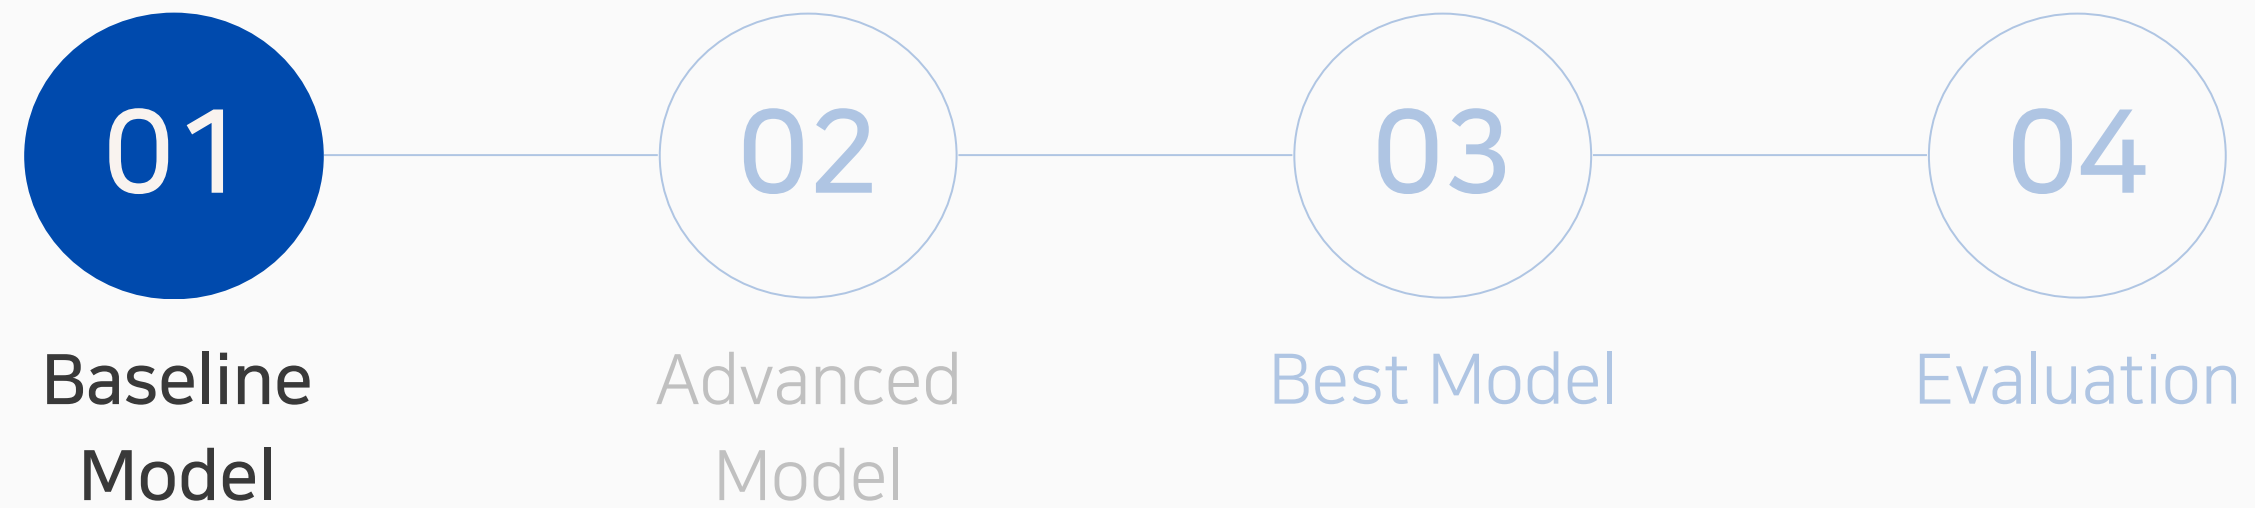 01
02
03
04
Baseline
Model
Advanced
Model
Best Model
Evaluation